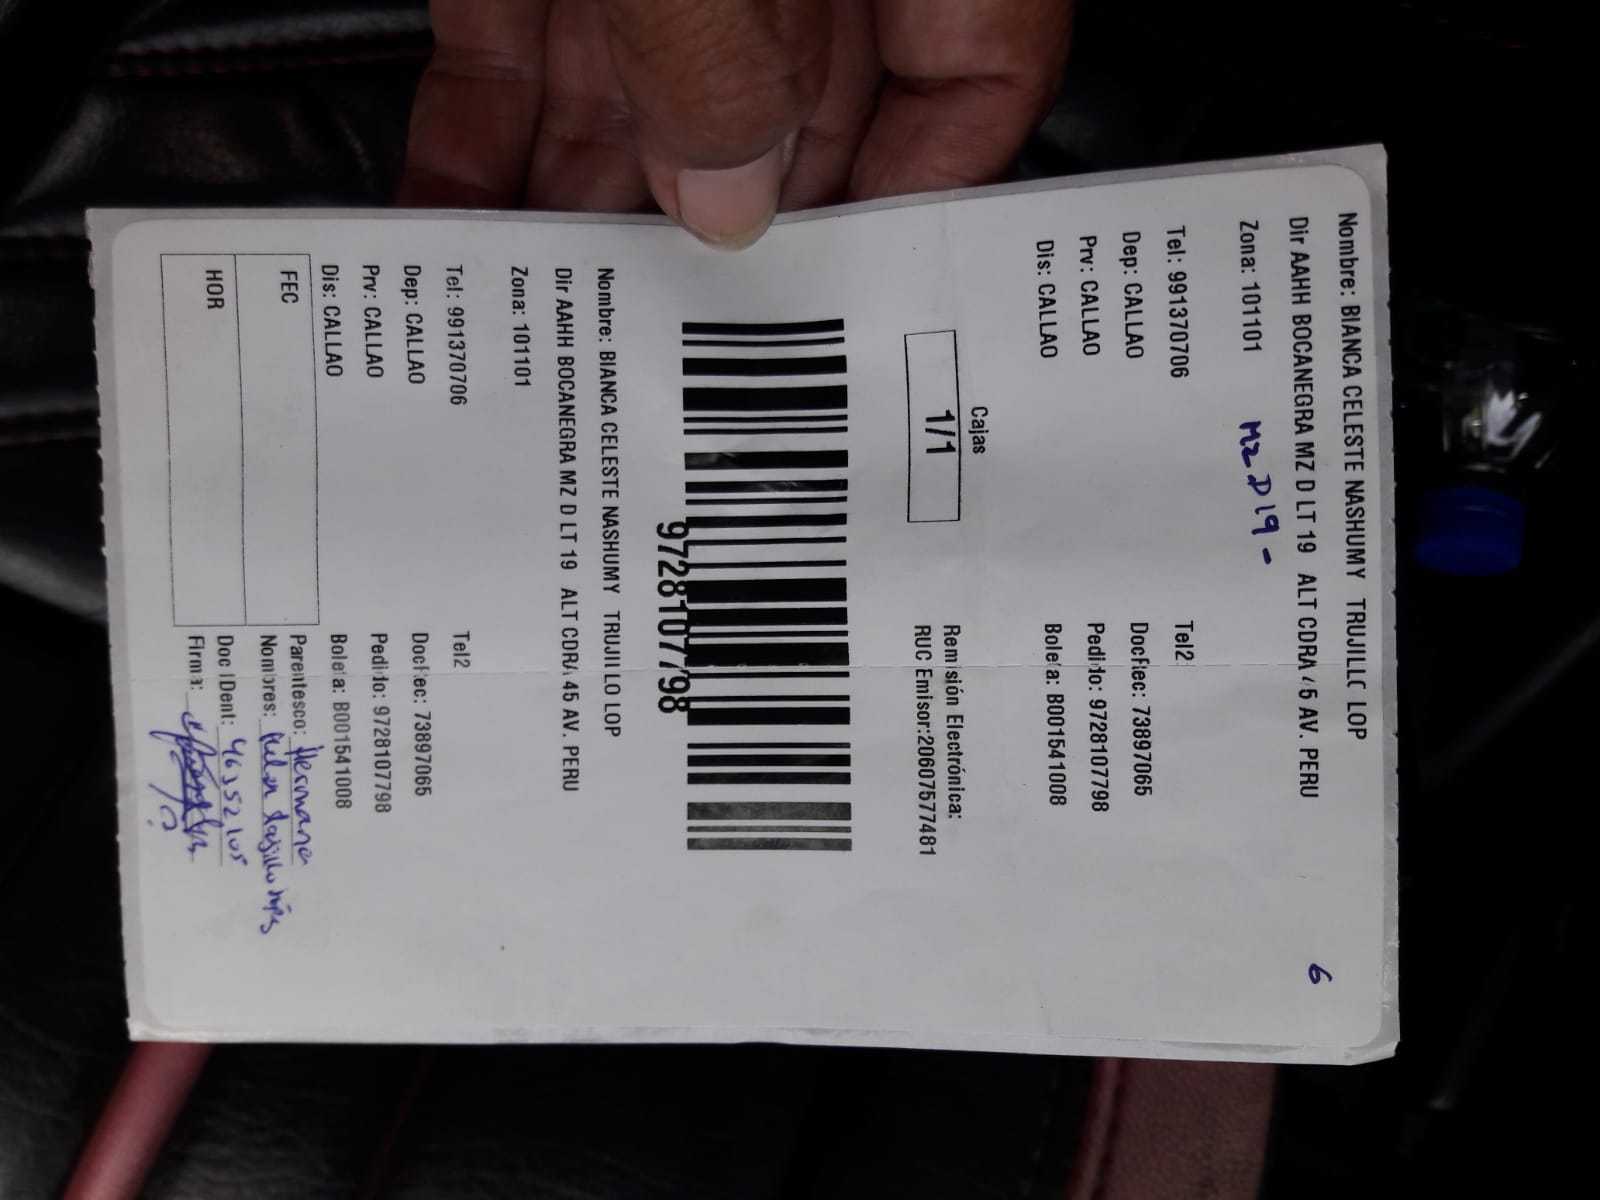 Nombre: BIANCA CELESTE NASHUMY TRUJILLO LOP
Dir AAHH BOCANEGRA MZ D LT 19 ALT CDRA 45 AV. PERU
6
Zona: 101101
MZ D 19 -
Tel: 991370706 Tel2:
Dep: CALLAO DocRec: 73897065
Prv: CALLAO Pedido: 9728107798
Dis: CALLAO Boleta: B001541008
Cajas
1/1
Remisión Electrónica:
RUC Emisor:20607577481
9728107798
Nombre: BIANCA CELESTE NASHUMY TRUJILLO LOP
Dir AAHH BOCANEGRA MZ D LT 19 ALT CDRA 45 AV. PERU
Zona: 101101
Tel: 991370706 Tel2
Dep: CALLAO DocRec: 73897065
Prv: CALLAO Pedido: 9728107798
Dis: CALLAO Boleta: B001541008
FEC Parentesco: Hermana
Nombres:
HOR Doc IDent:
Firma: